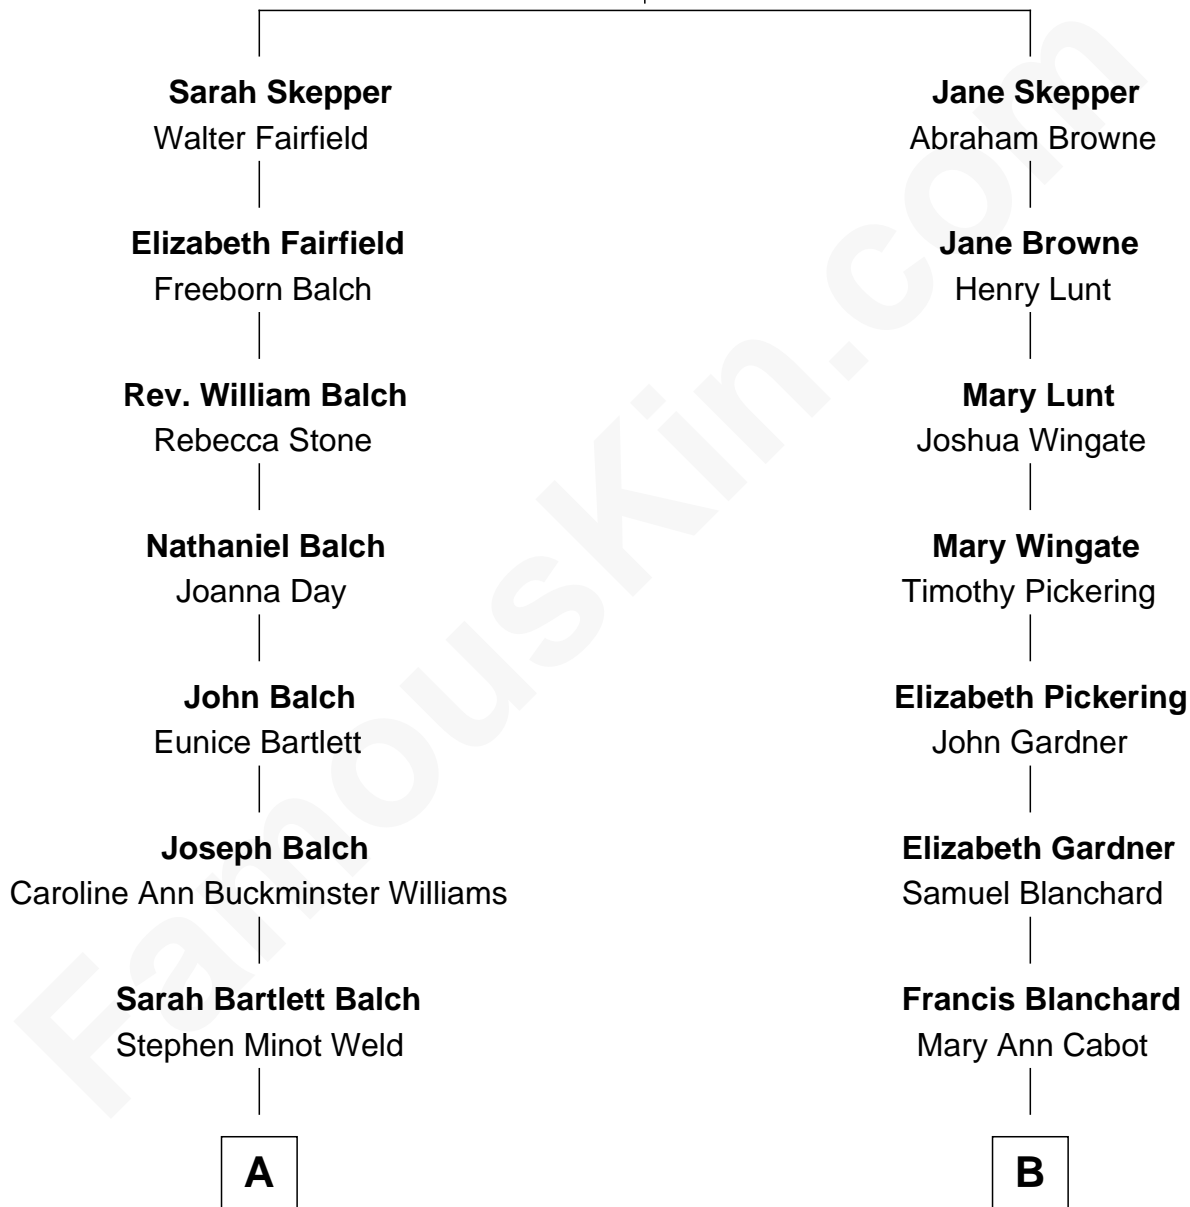 Sarah Skepper
Walter Fairfield
Elizabeth Fairfield
Freeborn Balch
Rev. William Balch
Rebecca Stone
Nathaniel Balch
Joanna Day
John Balch
Eunice Bartlett
Joseph Balch
Caroline Ann Buckminster Williams
Sarah Bartlett Balch
Stephen Minot Weld
A
Jane Skepper
Abraham Browne
Jane Browne
Henry Lunt
Mary Lunt
Joshua Wingate
Mary Wingate
Timothy Pickering
Elizabeth Pickering
John Gardner
Elizabeth Gardner
Samuel Blanchard
Francis Blanchard
Mary Ann Cabot
B
FamousKin.com